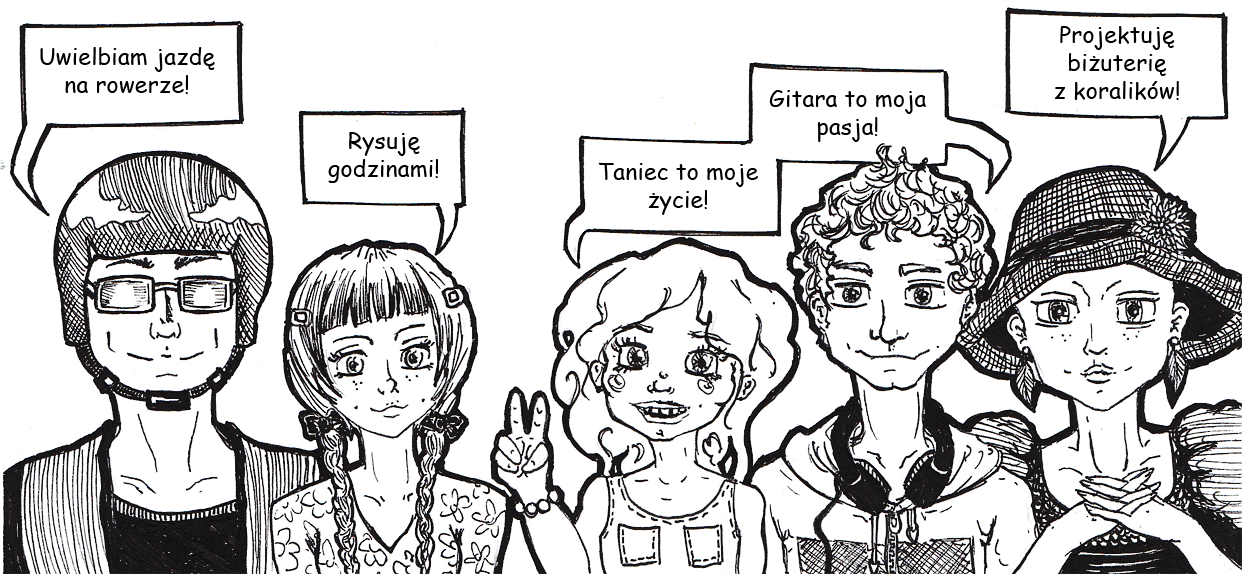 Uwielbiam jazdę
na rowerze!
Rysuję
godzinami!
Taniec to moje
życie!
Gitara to moja
pasja!
Projektuję
biżuterię
z koralików!